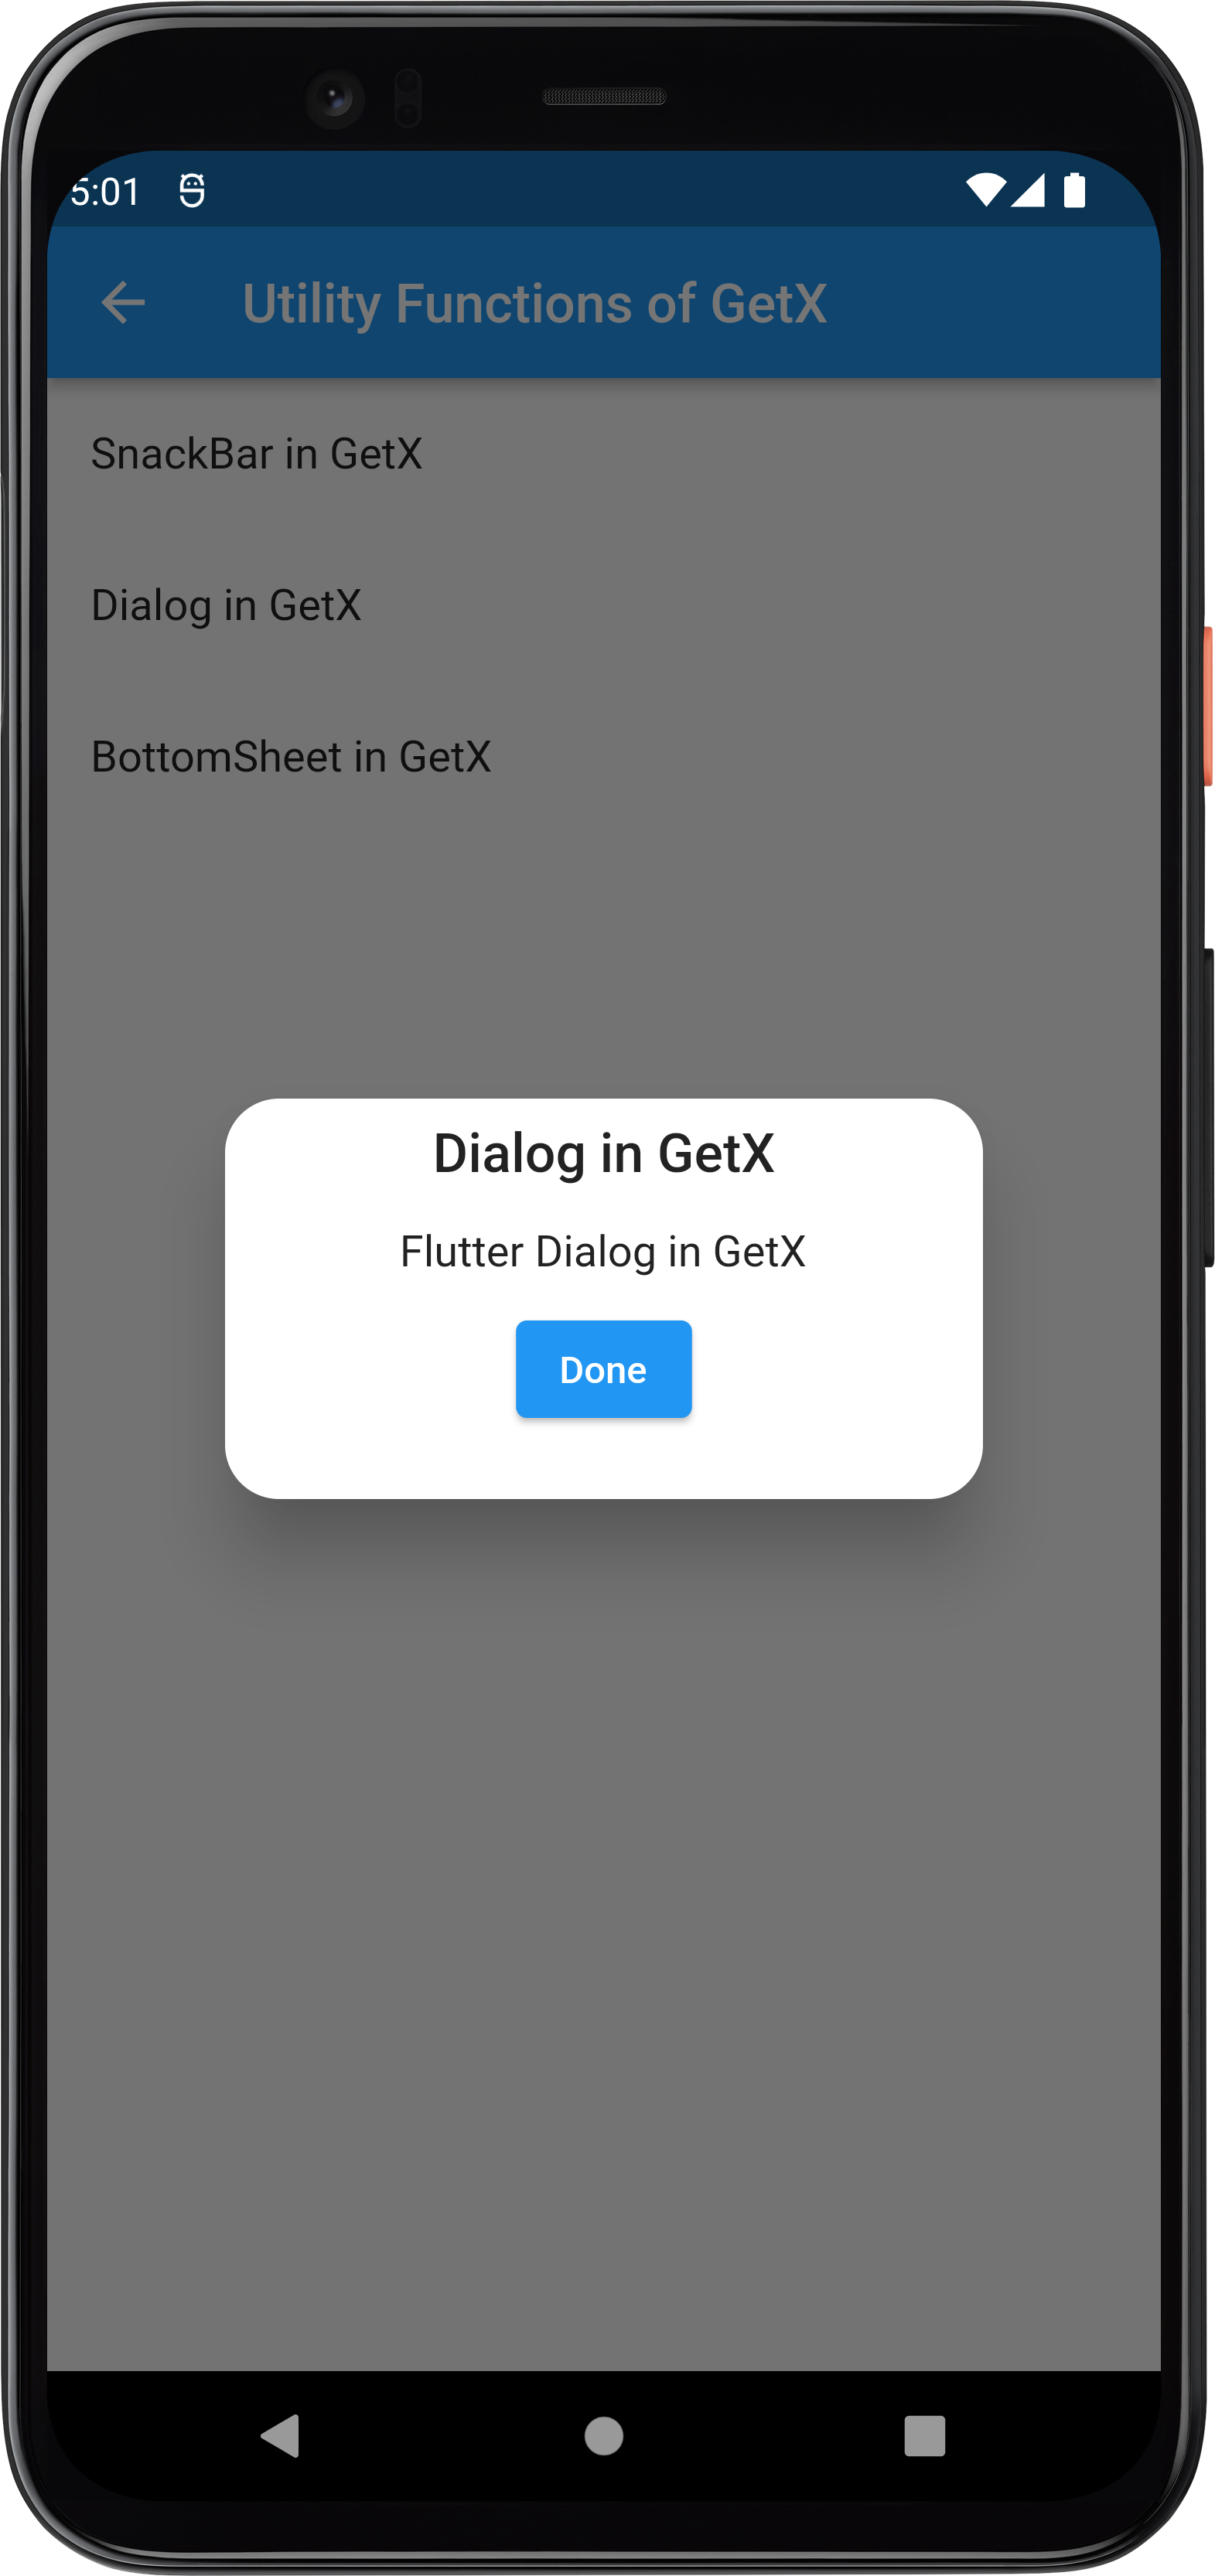 5:01
Utility Functions of GetX
SnackBar in GetX
Dialog in GetX
BottomSheet in GetX
Dialog in GetX
Flutter Dialog in GetX
Done